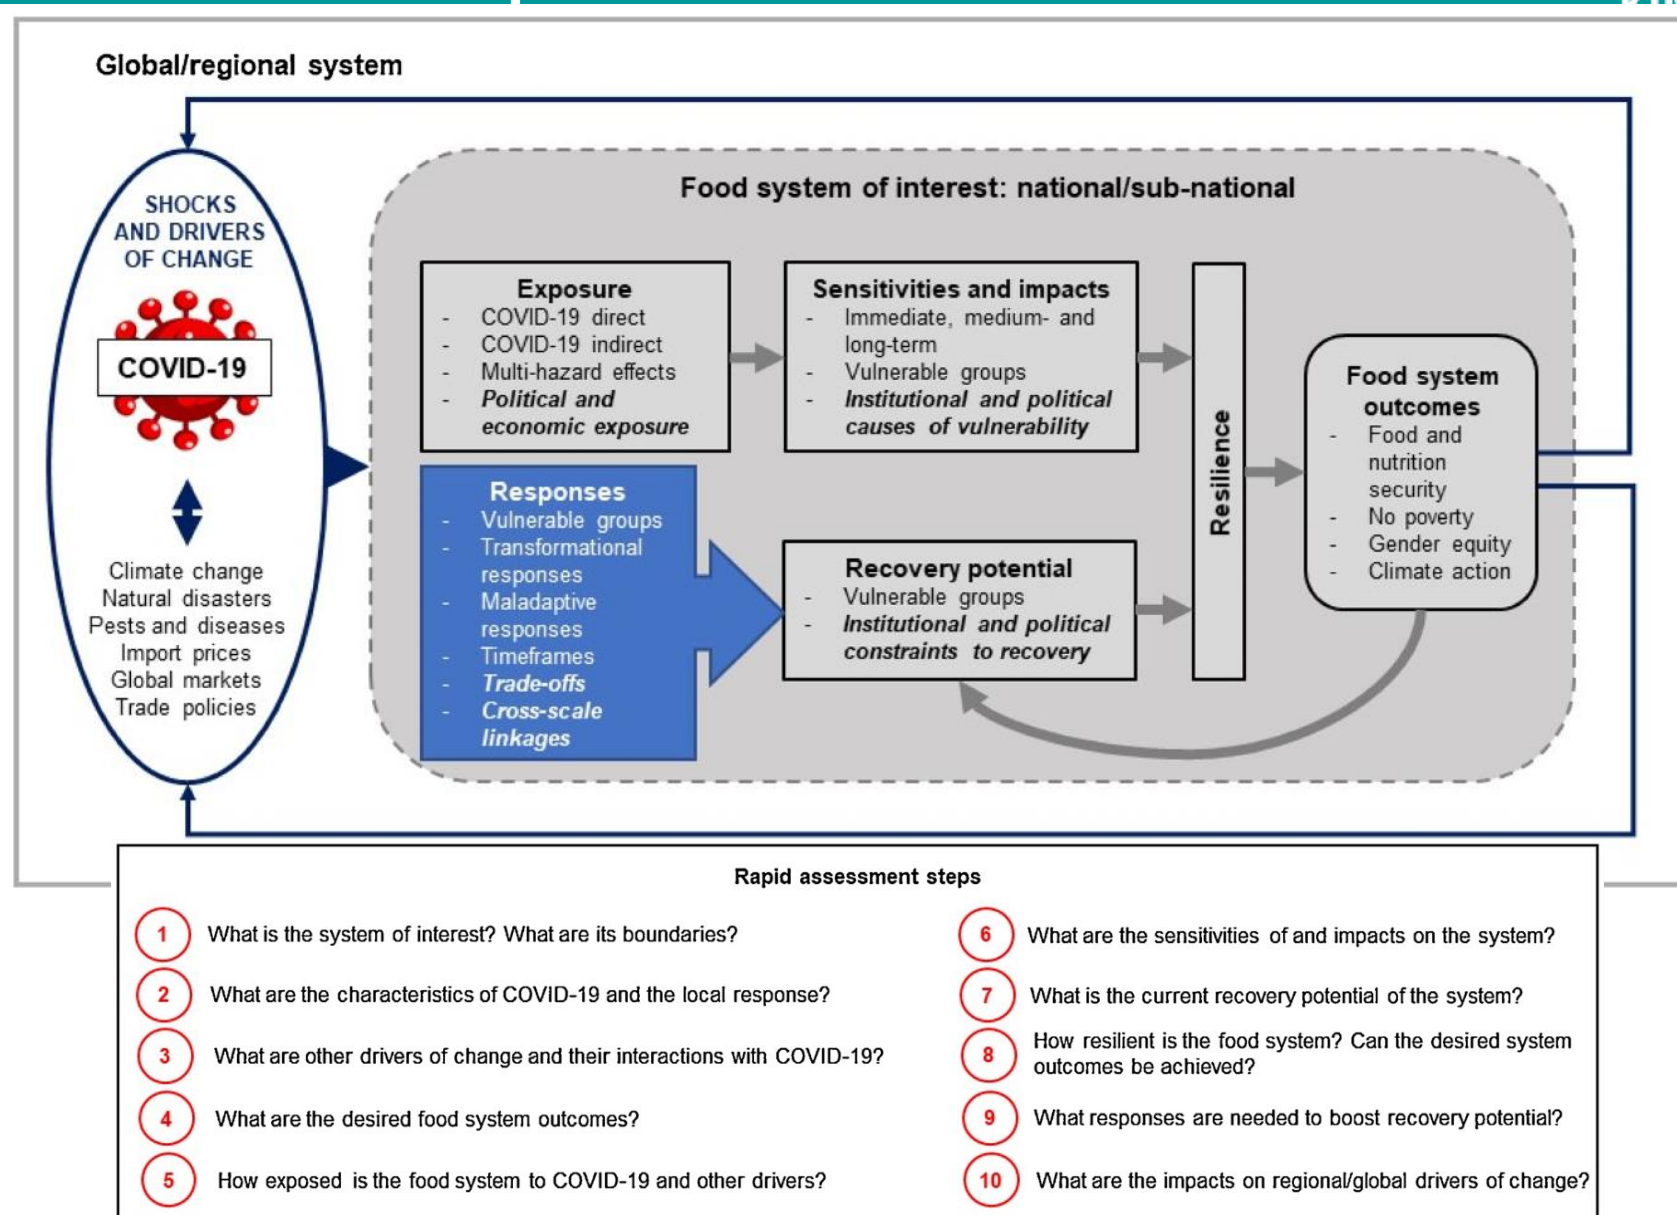 Global/regional system
SHOCKS
AND DRIVERS
OF CHANGE
COVID-19
Climate change
Natural disasters
Pests and diseases
Import prices
Global markets
Trade policies
Food system of interest: national/sub-national
Exposure
- COVID-19 direct
- COVID-19 indirect
- Multi-hazard effects
- Political and
economic exposure
Sensitivities and impacts
- Immediate, medium- and
long-term
- Vulnerable groups
- Institutional and political
causes of vulnerability
Responses
- Vulnerable groups
- Transformational
responses
- Maladaptive
responses
- Timeframes
- Trade-offs
- Cross-scale
linkages
Recovery potential
- Vulnerable groups
- Institutional and political
constraints to recovery
Resilience
Food system
outcomes
- Food and
nutrition
security
- No poverty
- Gender equity
- Climate action
Rapid assessment steps
1 What is the system of interest? What are its boundaries?
2 What are the characteristics of COVID-19 and the local response?
3 What are other drivers of change and their interactions with COVID-19?
4 What are the desired food system outcomes?
5 How exposed is the food system to COVID-19 and other drivers?
6 What are the sensitivities of and impacts on the system?
7 What is the current recovery potential of the system?
8 How resilient is the food system? Can the desired system
outcomes be achieved?
9 What responses are needed to boost recovery potential?
10 What are the impacts on regional/global drivers of change?